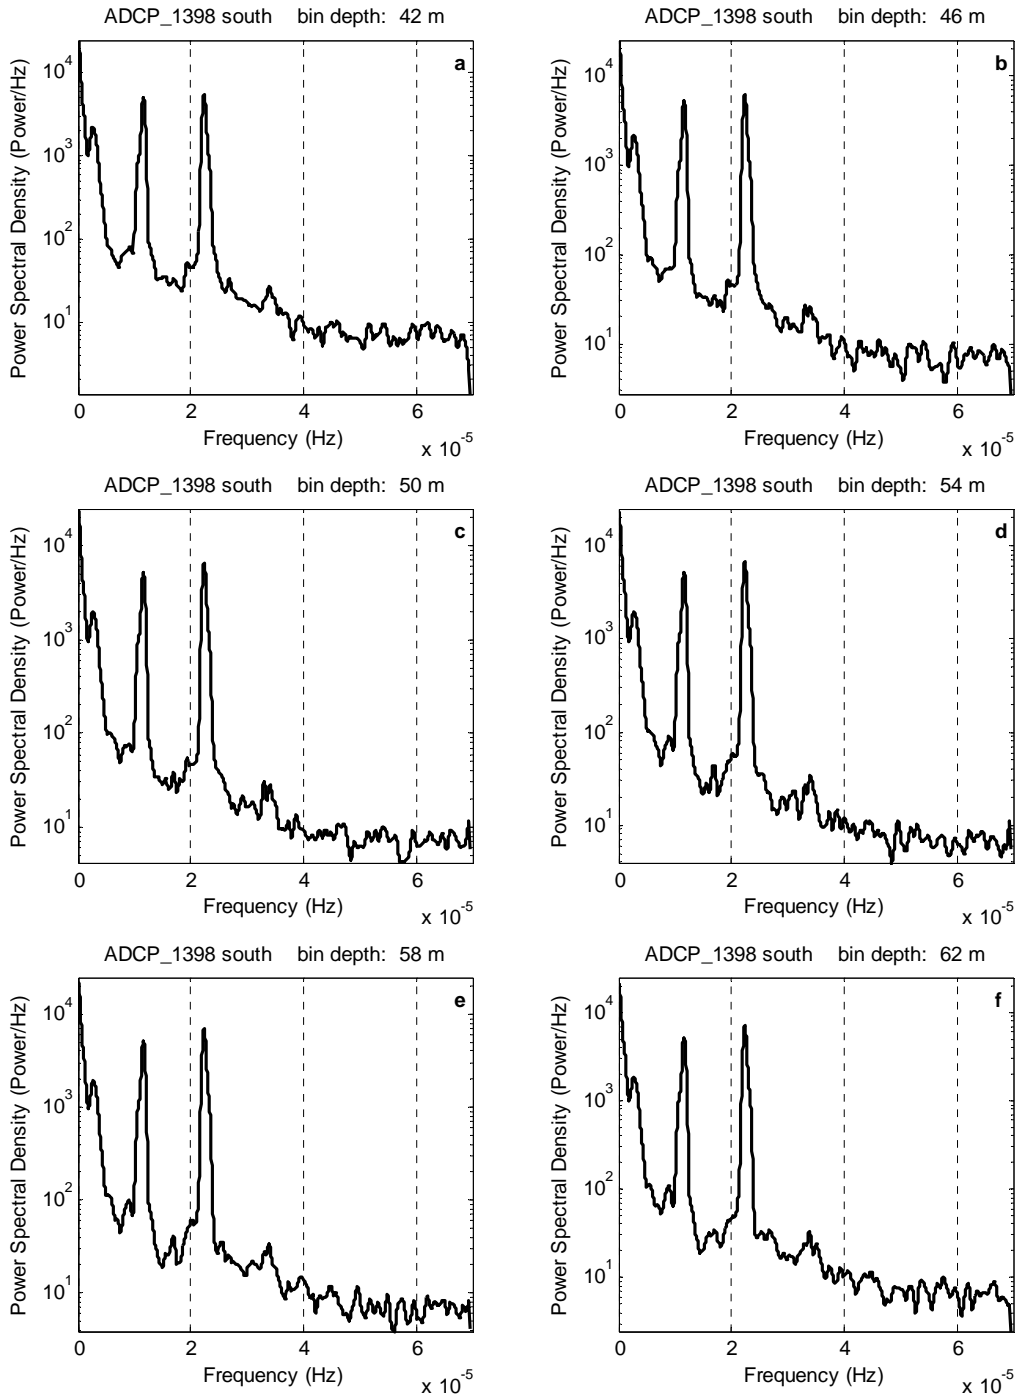 ADCP_1398 south bin depth: 42 m
a
Power Spectral Density (Power/Hz)
10^4
10^3
10^2
10^1
0 2 4 6
Frequency (Hz)
x 10^-5
ADCP_1398 south bin depth: 46 m
b
Power Spectral Density (Power/Hz)
10^4
10^3
10^2
10^1
0 2 4 6
Frequency (Hz)
x 10^-5
ADCP_1398 south bin depth: 50 m
c
Power Spectral Density (Power/Hz)
10^4
10^3
10^2
10^1
0 2 4 6
Frequency (Hz)
x 10^-5
ADCP_1398 south bin depth: 54 m
d
Power Spectral Density (Power/Hz)
10^4
10^3
10^2
10^1
0 2 4 6
Frequency (Hz)
x 10^-5
ADCP_1398 south bin depth: 58 m
e
Power Spectral Density (Power/Hz)
10^4
10^3
10^2
10^1
0 2 4 6
Frequency (Hz)
x 10^-5
ADCP_1398 south bin depth: 62 m
f
Power Spectral Density (Power/Hz)
10^4
10^3
10^2
10^1
0 2 4 6
Frequency (Hz)
x 10^-5